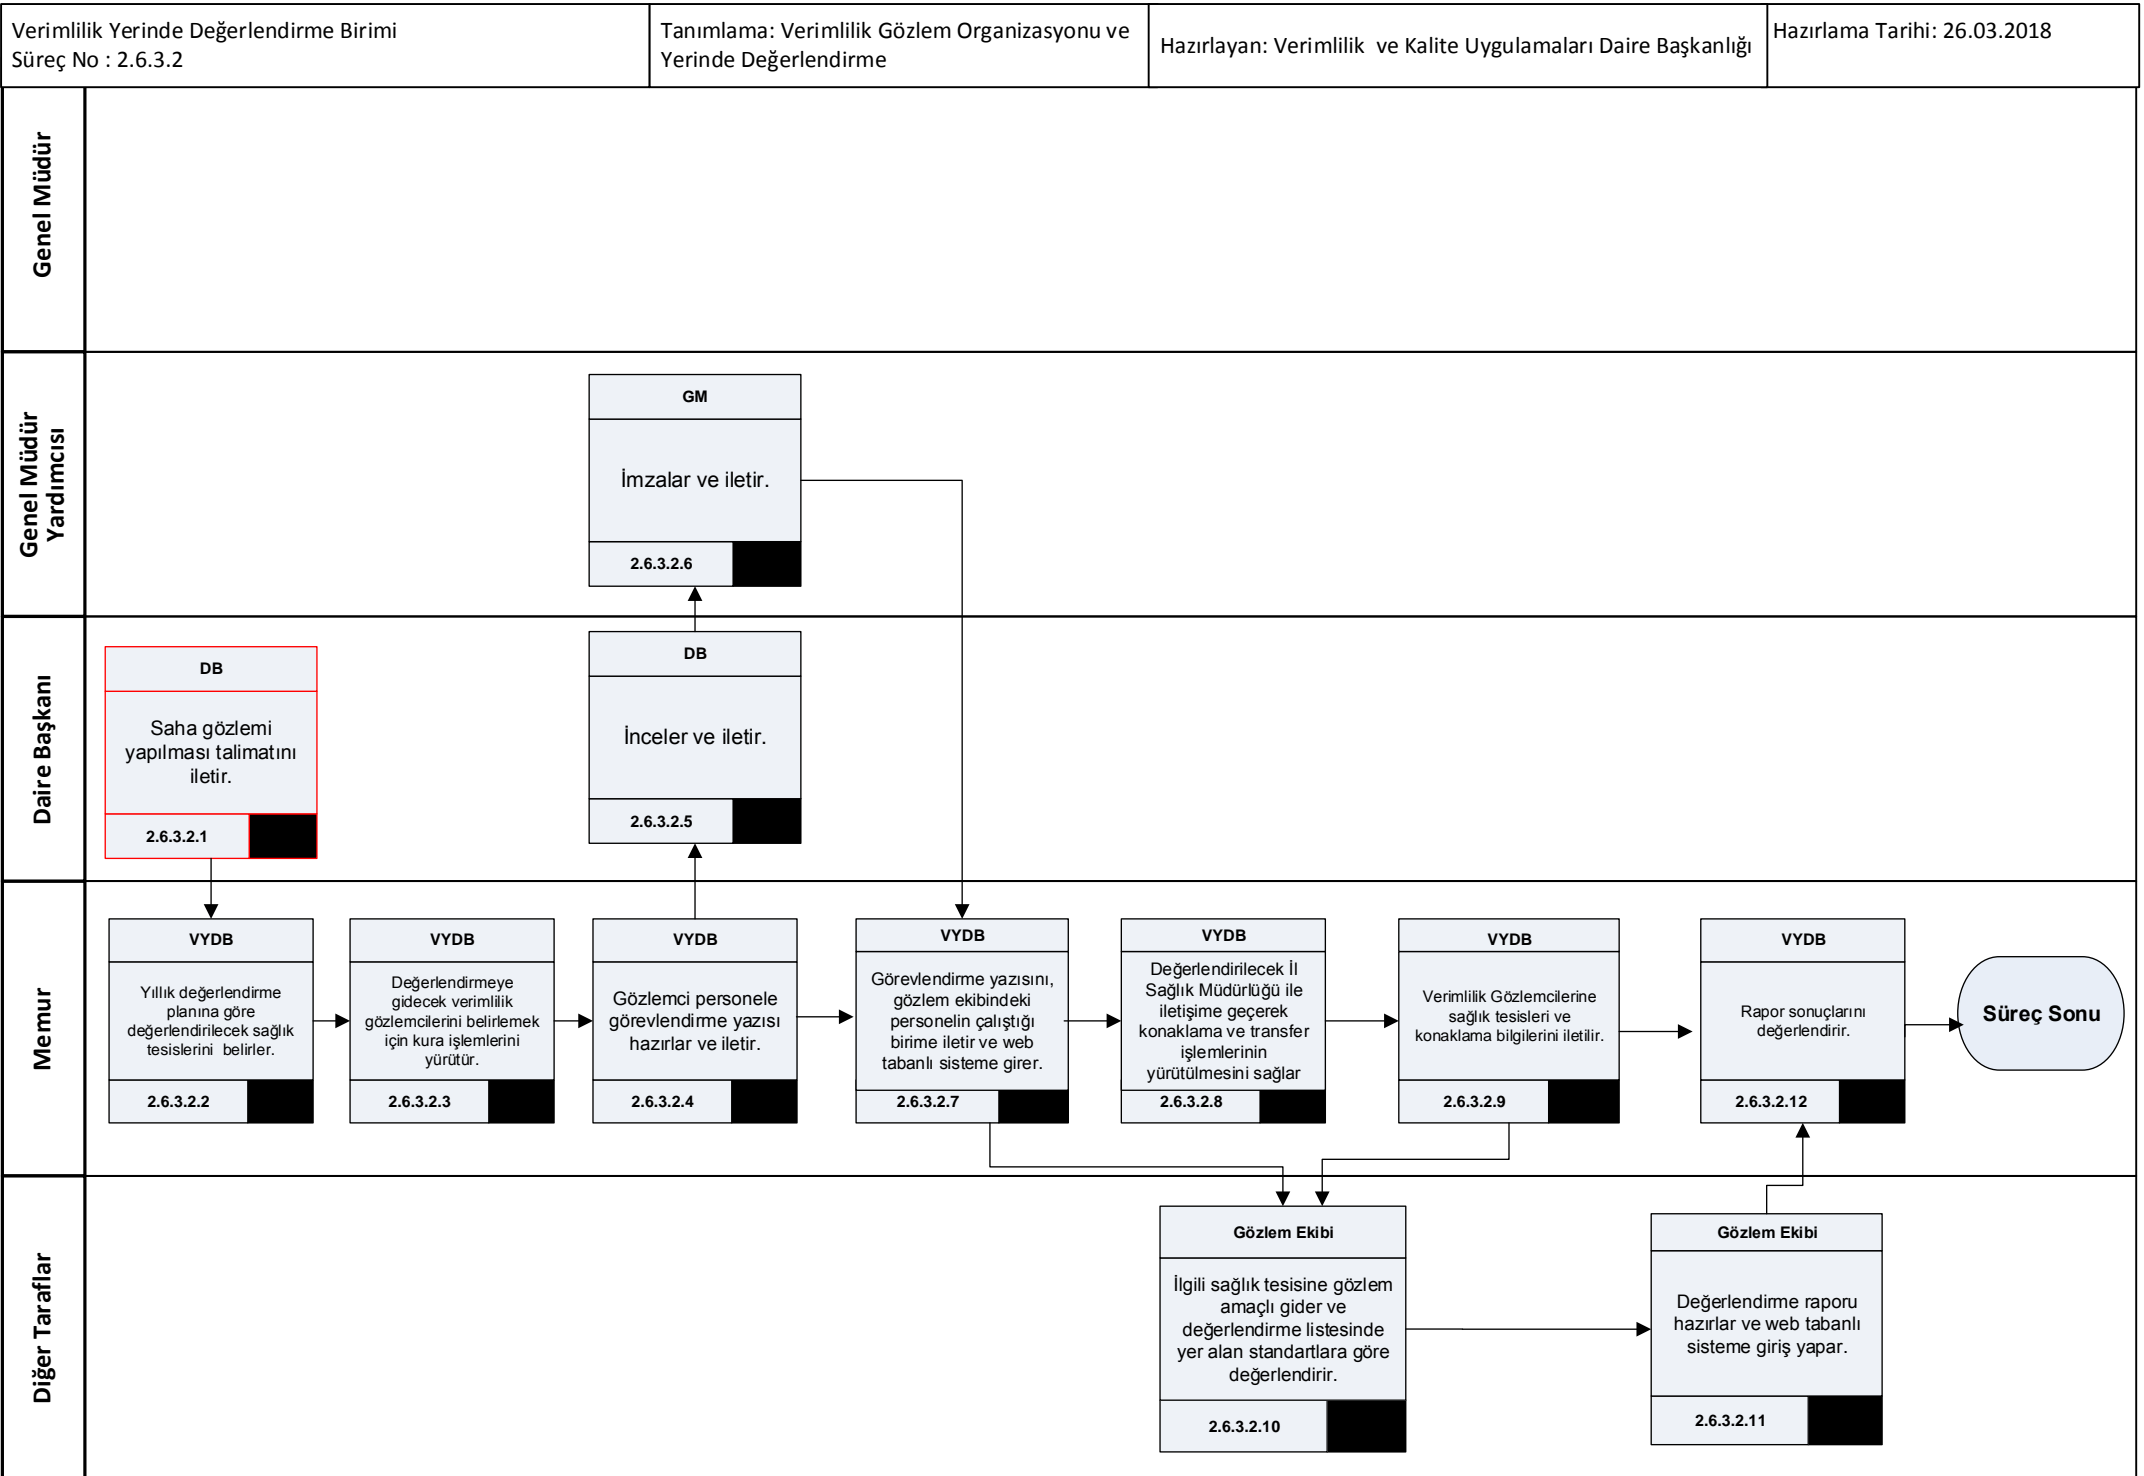 Verimlilik Yerinde Değerlendirme Birimi
Süreç No : 2.6.3.2
Tanımlama: Verimlilik Gözlem Organizasyonu ve
Yerinde Değerlendirme
Hazırlayan: Verimlilik ve Kalite Uygulamaları Daire Başkanlığı
Hazırlama Tarihi: 26.03.2018
Genel Müdür
Genel Müdür
Yardımcısı
GM
İmzalar ve iletir.
2.6.3.2.6
Daire Başkanı
DB
Saha gözlemi
yapılması talimatını
iletir.
2.6.3.2.1
DB
İnceler ve iletir.
2.6.3.2.5
Memur
VYDB
Yıllık değerlendirme
planına göre
değerlendirilecek sağlık
tesislerini belirler.
2.6.3.2.2
VYDB
Değerlendirmeye
gidecek verimlilik
gözlemcilerini belirlemek
için kura işlemlerini
yürütür.
2.6.3.2.3
VYDB
Gözlemci personele
görevlendirme yazısı
hazırlar ve iletir.
2.6.3.2.4
VYDB
Görevlendirme yazısını,
gözlem ekibindeki
personelin çalıştığı
birime iletir ve web
tabanlı sisteme girer.
2.6.3.2.7
VYDB
Değerlendirilecek İl
Sağlık Müdürlüğü ile
iletişime geçerek
konaklama ve transfer
işlemlerinin
yürütülmesini sağlar
2.6.3.2.8
VYDB
Verimlilik Gözlemcilerine
sağlık tesisleri ve
konaklama bilgilerini iletilir.
2.6.3.2.9
VYDB
Rapor sonuçlarını
değerlendirir.
2.6.3.2.12
Süreç Sonu
Diğer Taraflar
Gözlem Ekibi
İlgili sağlık tesisine gözlem
amaçlı gider ve
değerlendirme listesinde
yer alan standartlara göre
değerlendirir.
2.6.3.2.10
Gözlem Ekibi
Değerlendirme raporu
hazırlar ve web tabanlı
sisteme giriş yapar.
2.6.3.2.11